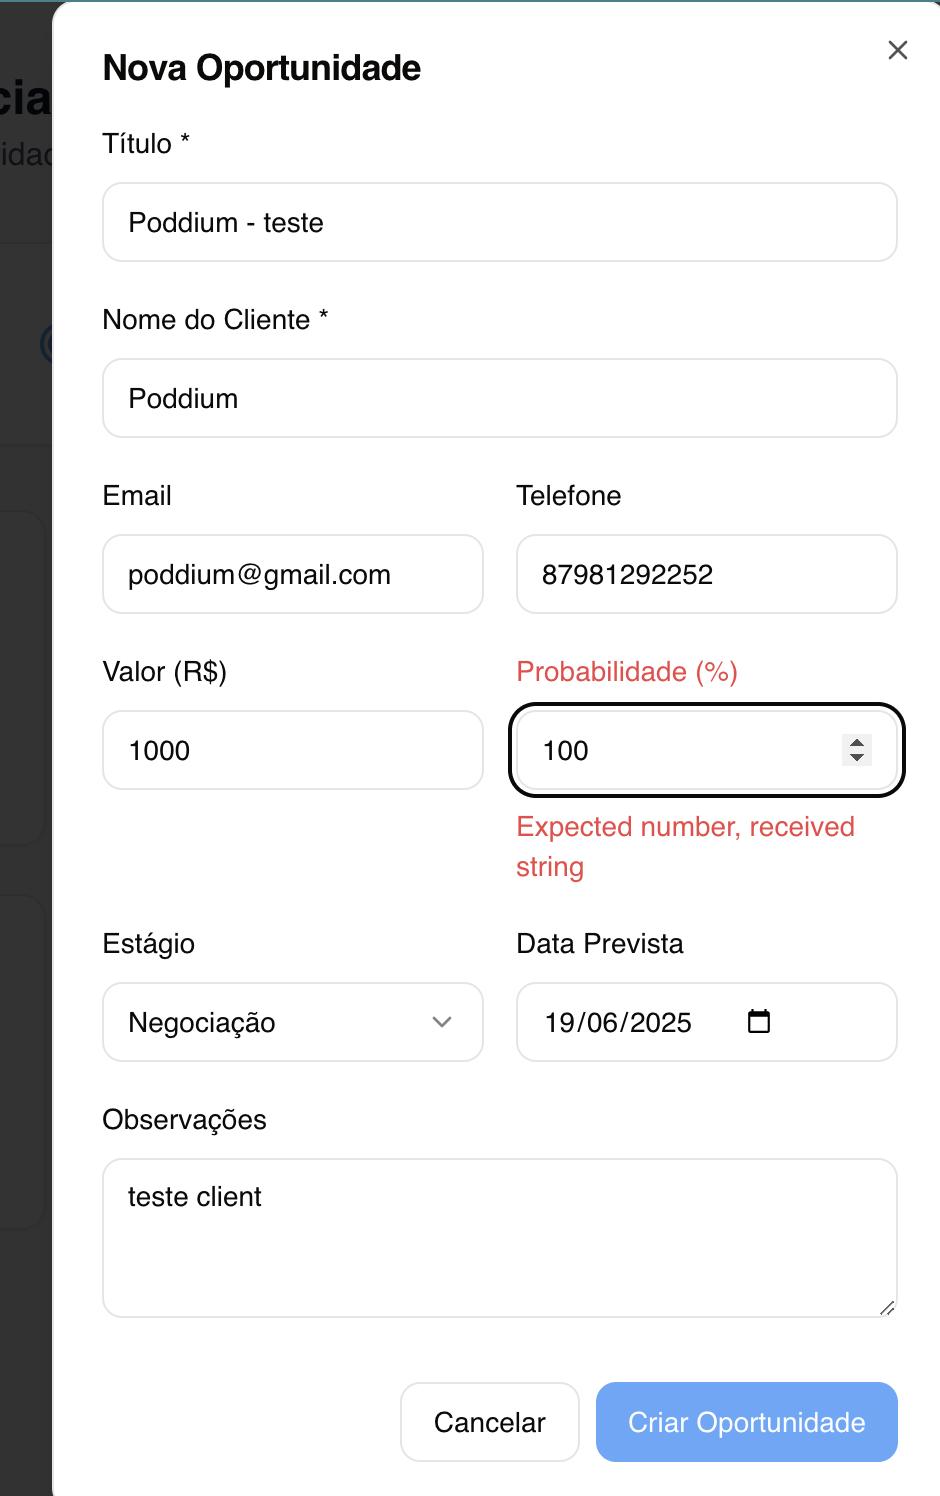 Nova Oportunidade
Título *
Poddium - teste
Nome do Cliente *
Poddium
Email
Telefone
poddium@gmail.com
87981292252
Valor (R$)
Probabilidade (%)
1000
100
Expected number, received
string
Estágio
Data Prevista
Negociação
19/06/2025
Observações
teste client
Cancelar
Criar Oportunidade
cia
idad